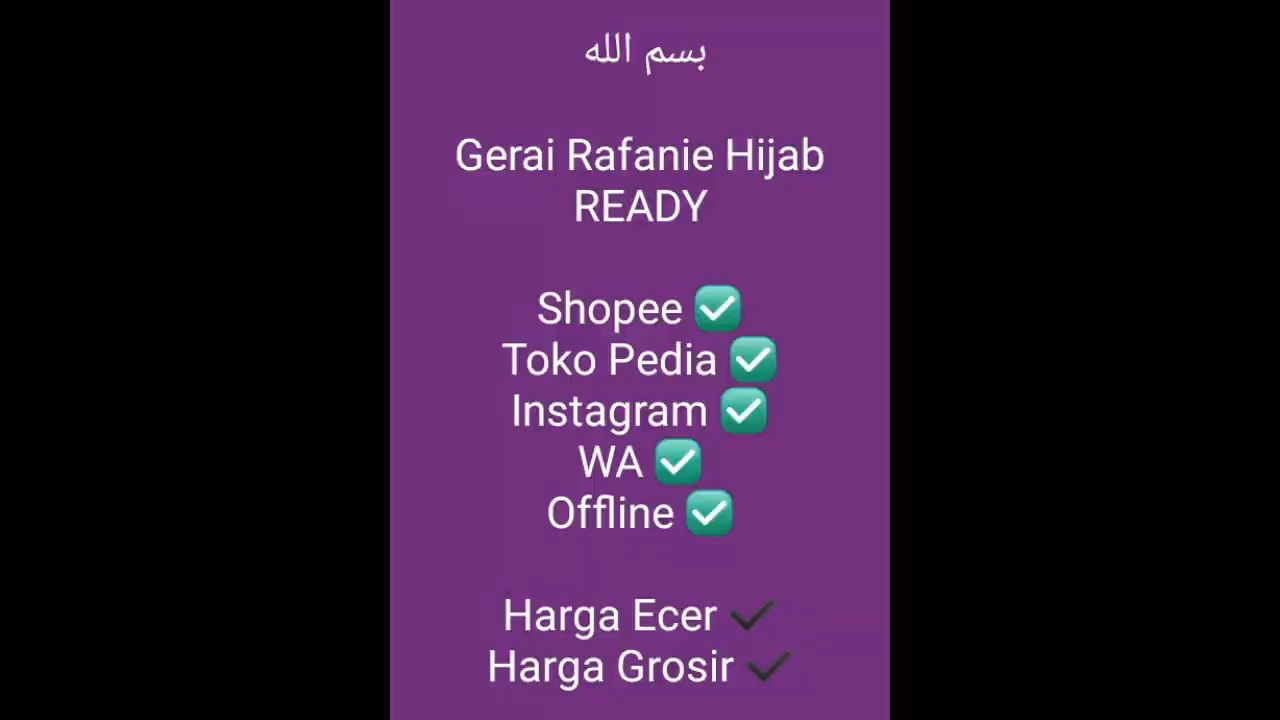 بسم الله
Gerai Rafanie Hijab
READY
Shopee ✅
Toko Pedia ✅
Instagram ✅
WA ✅
Offline ✅
Harga Ecer ✔
Harga Grosir ✔